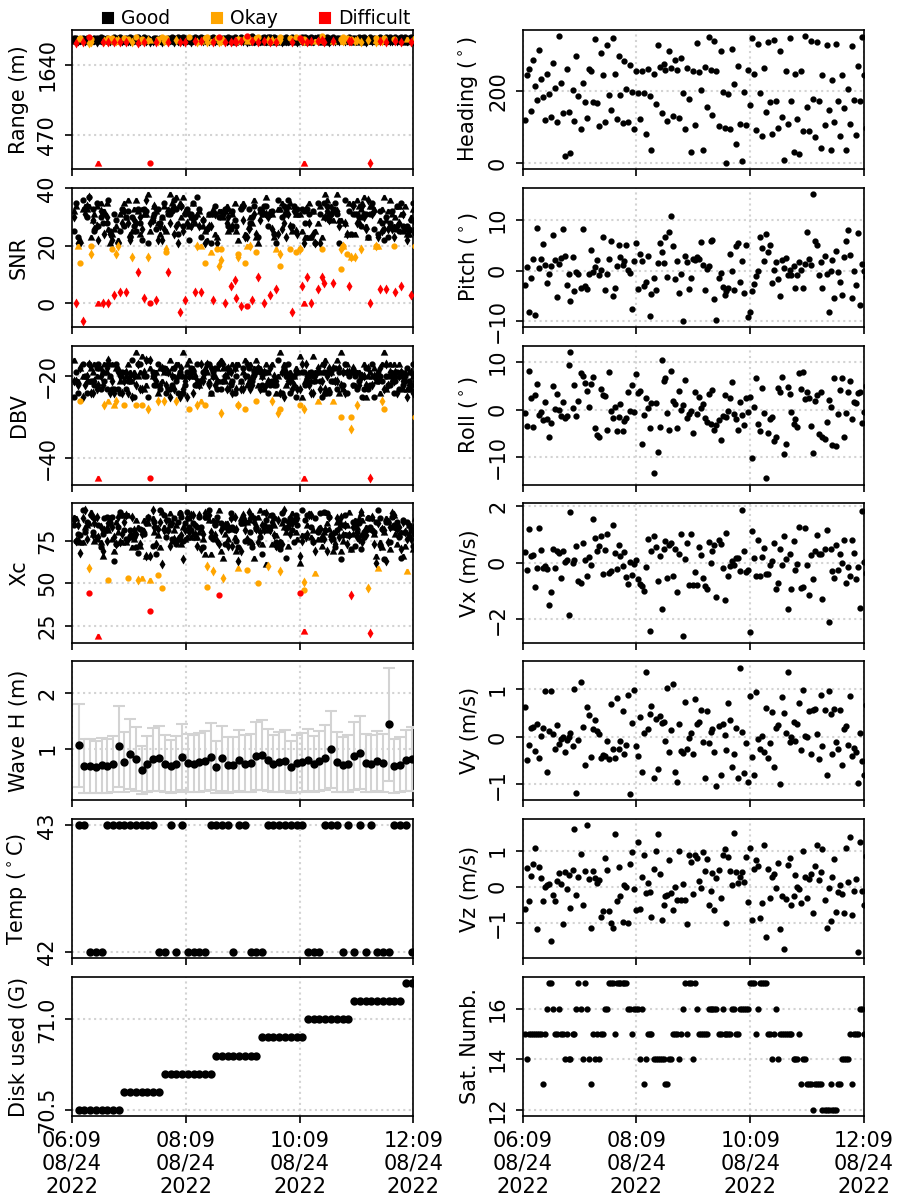 Good Okay Difficult
Range (m)
1640
470
Heading (°)
200
0
SNR
40
20
0
Pitch (°)
10
0
−10
DBV
−20
−40
Roll (°)
10
0
−10
Xc
75
50
25
Vx (m/s)
2
0
−2
Wave H (m)
2
1
Vy (m/s)
1
0
−1
Temp (°C)
43
42
Vz (m/s)
1
0
−1
Disk used (G)
71.0
70.5
Sat. Numb.
16
14
12
06:09 08:09 10:09 12:09
08/24 08/24 08/24 08/24
2022 2022 2022 2022
06:09 08:09 10:09 12:09
08/24 08/24 08/24 08/24
2022 2022 2022 2022